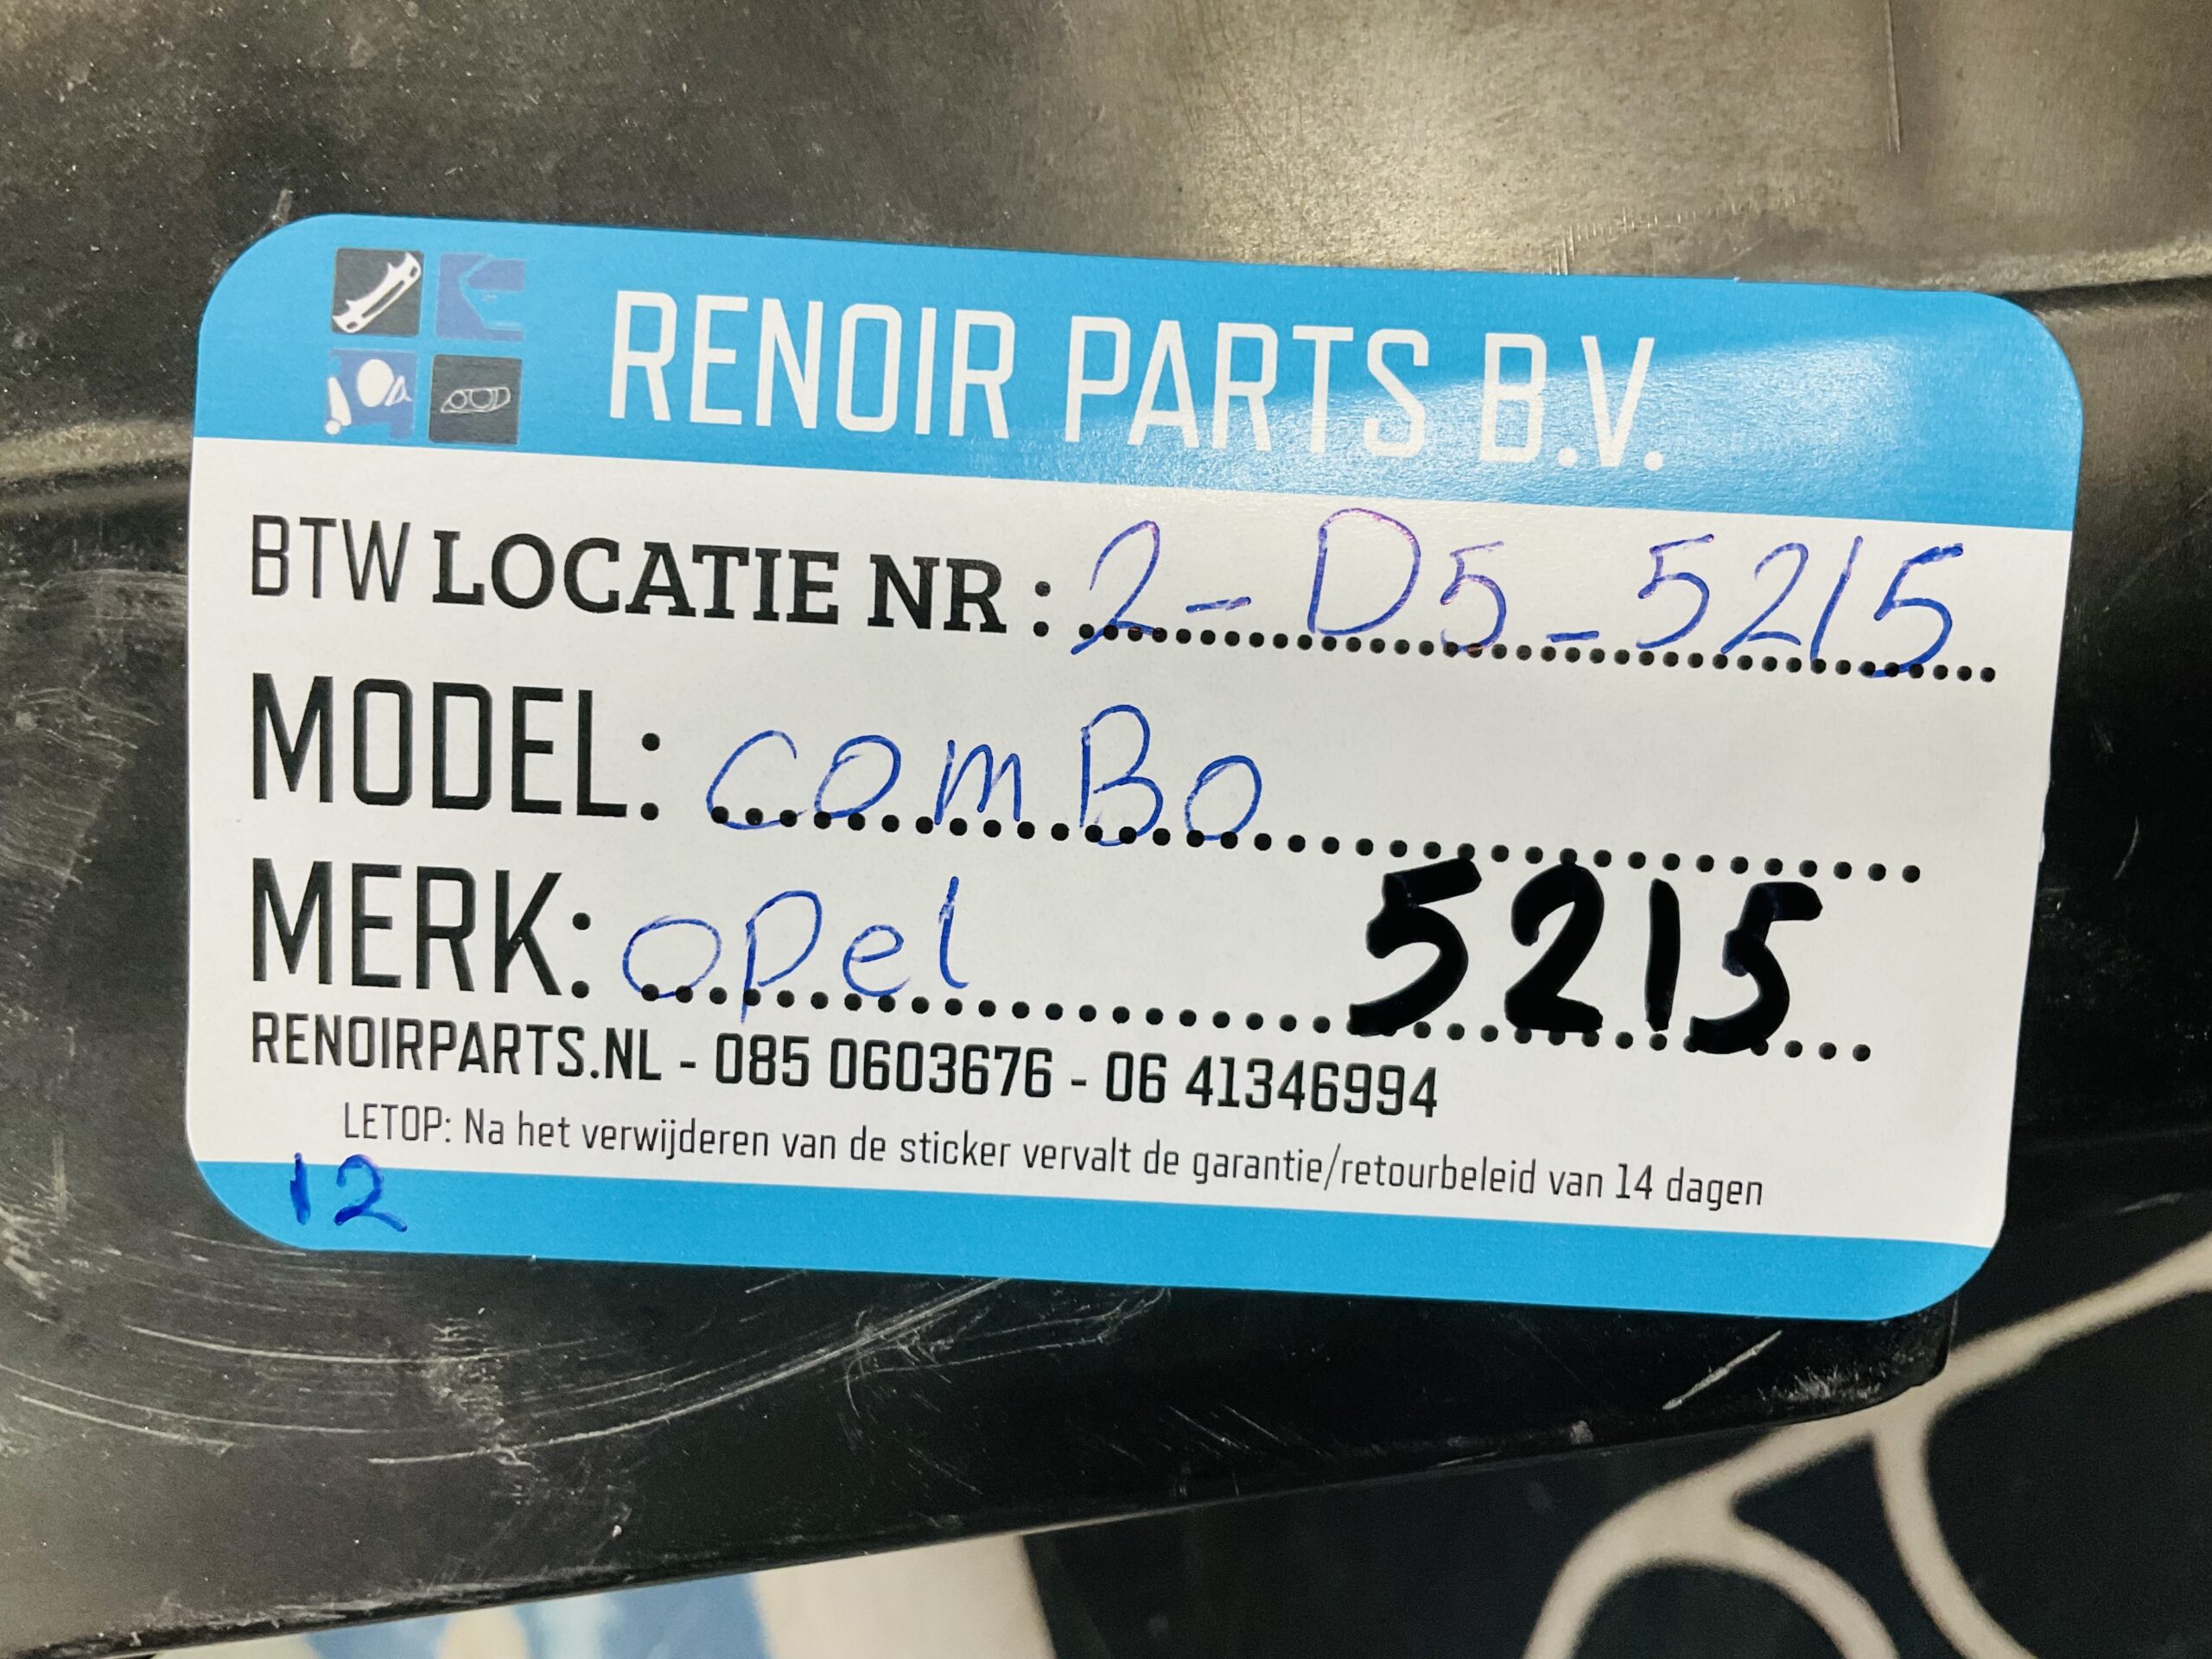 RENOIR PARTS B.V.
BTW LOCATIE NR : 2-D5-5215
MODEL: comBo
MERK: opel 5215
RENOIRPARTS.NL - 085 0603676 - 06 41346994
LETOP: Na het verwijderen van de sticker vervalt de garantie/retourbeleid van 14 dagen
12